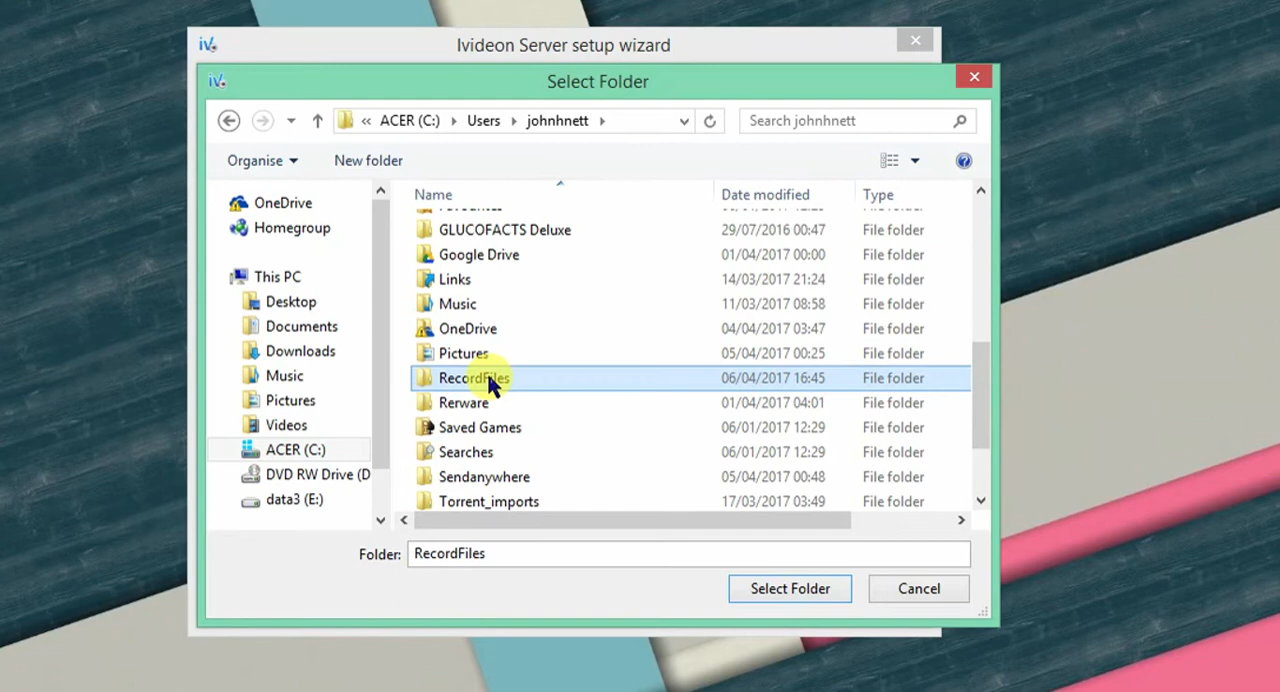 iv
Ivideon Server setup wizard
iv
Select Folder
« ACER (C:) Users johnhnett
Search johnhnett
Organise New folder
Name Date modified Type
OneDrive
Homegroup
This PC
Desktop
Documents
Downloads
Music
Pictures
Videos
ACER (C:)
DVD RW Drive (D
data3 (E:)
GLUCOFACTS Deluxe 29/07/2016 00:47 File folder
Google Drive 01/04/2017 00:00 File folder
Links 14/03/2017 21:24 File folder
Music 11/03/2017 08:58 File folder
OneDrive 04/04/2017 03:47 File folder
Pictures 05/04/2017 00:25 File folder
RecordFiles 06/04/2017 16:45 File folder
Rerware 01/04/2017 04:01 File folder
Saved Games 06/01/2017 12:29 File folder
Searches 06/01/2017 12:29 File folder
Sendanywhere 05/04/2017 00:48 File folder
Torrent_imports 17/03/2017 03:49 File folder
Folder: RecordFiles
Select Folder Cancel